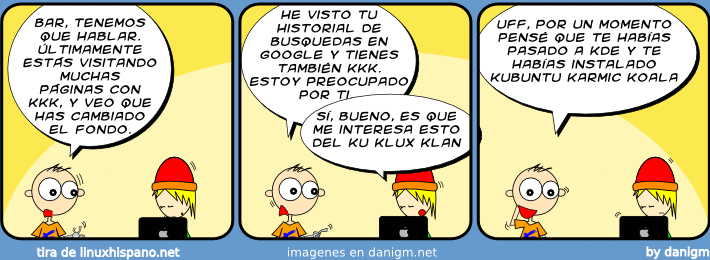 BAR, TENEMOS
QUE HABLAR.
ÚLTIMAMENTE
ESTÁS VISITANDO
MUCHAS
PÁGINAS CON
KKK, Y VEO QUE
HAS CAMBIADO
EL FONDO.
HE VISTO TU
HISTORIAL DE
BUSQUEDAS EN
GOOGLE Y TIENES
TAMBIÉN KKK.
ESTOY PREOCUPADO
POR TI
SÍ, BUENO, ES QUE
ME INTERESA ESTO
DEL KU KLUX KLAN
UFF, POR UN MOMENTO
PENSÉ QUE TE HABÍAS
PASADO A KDE Y TE
HABÍAS INSTALADO
KUBUNTU KARMIC KOALA
tira de linuxhispano.net
imagenes en danigm.net
by danigm